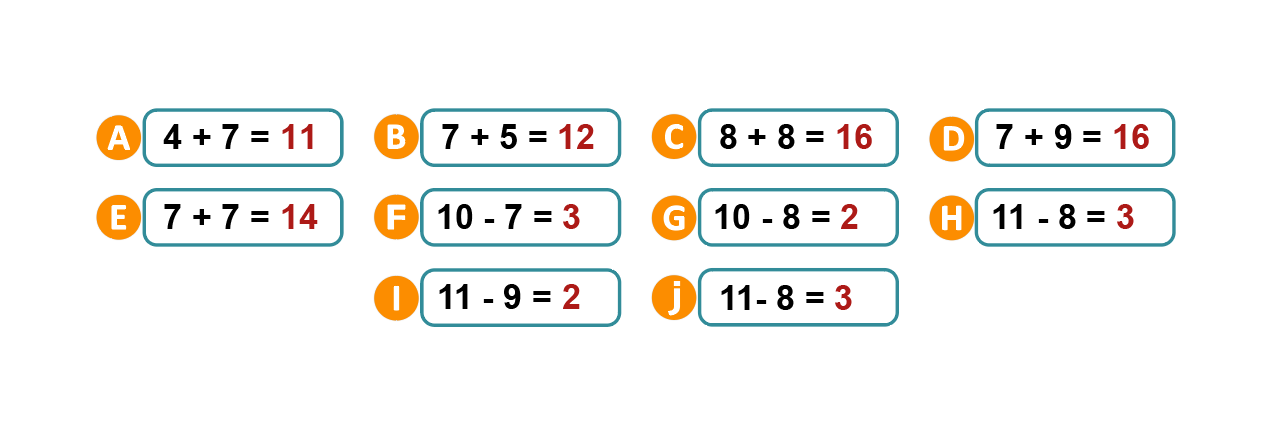 A 4 + 7 = 11 B 7 + 5 = 12 C 8 + 8 = 16 D 7 + 9 = 16
E 7 + 7 = 14 F 10 - 7 = 3 G 10 - 8 = 2 H 11 - 8 = 3
I 11 - 9 = 2 j 11- 8 = 3